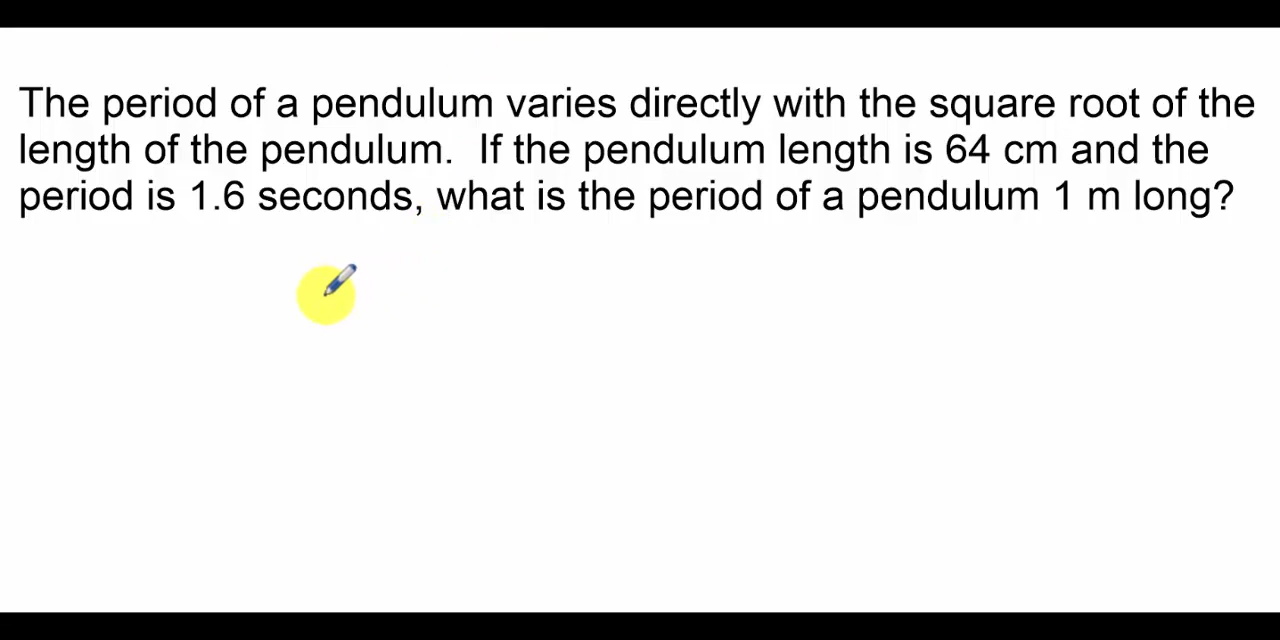 The period of a pendulum varies directly with the square root of the
length of the pendulum.  If the pendulum length is 64 cm and the
period is 1.6 seconds, what is the period of a pendulum 1 m long?